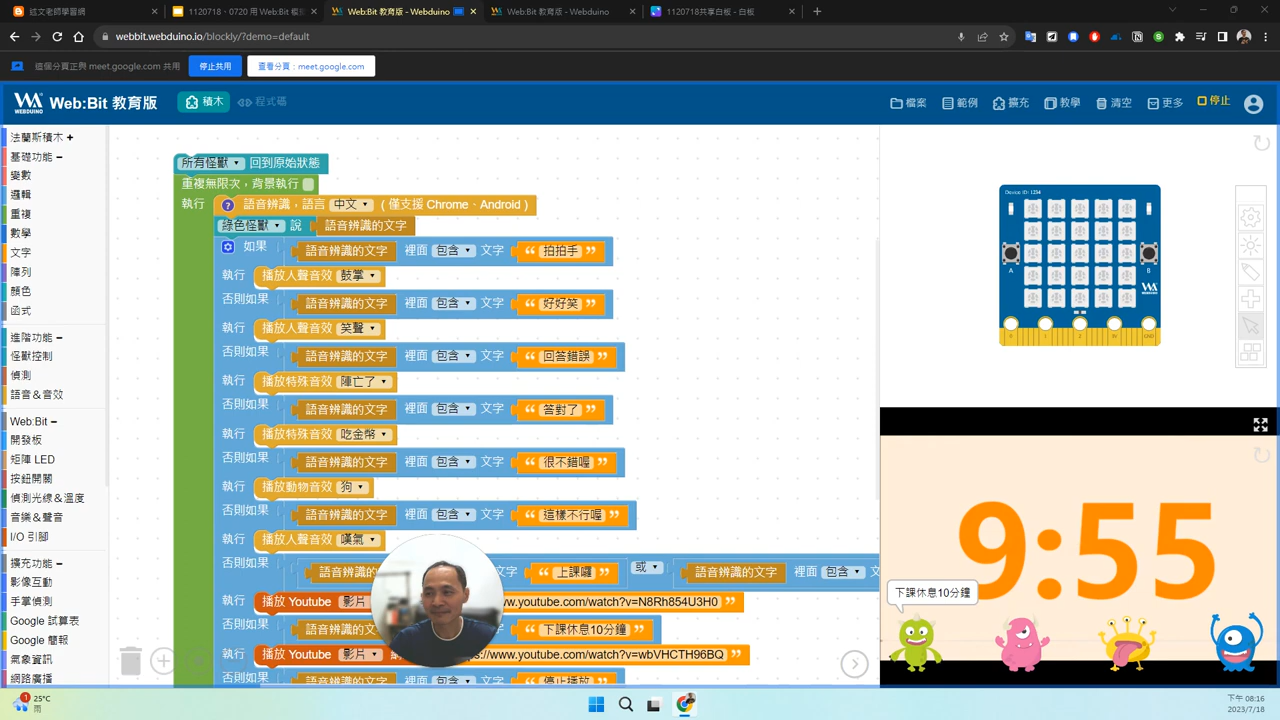 述文老師學習網
1120718、0720 用 Web:Bit 模
Web:Bit 教育版 - Webduino
Web:Bit 教育版 - Webduino
1120718共享白板 - 白板
webbit.webduino.io/blockly/?demo=default
這個分頁正與 meet.google.com 共用
停止共用
查看分頁：meet.google.com
WEBDUINO
Web:Bit 教育版
積木
程式碼
檔案
範例
擴充
教學
清空
更多
停止
法蘭斯積木 +
基礎功能 −
變數
邏輯
重複
數學
文字
陣列
顏色
函式
進階功能 −
怪獸控制
偵測
語音＆音效
Web:Bit −
開發板
矩陣 LED
按鈕開關
偵測光線＆溫度
音樂＆聲音
I/O 引腳
擴充功能 −
影像互動
手掌偵測
Google 試算表
Google 簡報
氣象資訊
網路廣播
所有怪獸 ▾ 回到原始狀態
重複無限次，背景執行
執行 ? 語音辨識，語言 中文 ▾ ( 僅支援 Chrome、Android )
綠色怪獸 ▾ 說 語音辨識的文字
如果 語音辨識的文字 裡面 包含 ▾ 文字 “ 拍拍手 ”
執行 播放人聲音效 鼓掌 ▾
否則如果 語音辨識的文字 裡面 包含 ▾ 文字 “ 好好笑 ”
執行 播放人聲音效 笑聲 ▾
否則如果 語音辨識的文字 裡面 包含 ▾ 文字 “ 回答錯誤 ”
執行 播放特殊音效 陣亡了 ▾
否則如果 語音辨識的文字 裡面 包含 ▾ 文字 “ 答對了 ”
執行 播放特殊音效 吃金幣 ▾
否則如果 語音辨識的文字 裡面 包含 ▾ 文字 “ 很不錯喔 ”
執行 播放動物音效 狗 ▾
否則如果 語音辨識的文字 裡面 包含 ▾ 文字 “ 這樣不行喔 ”
執行 播放人聲音效 嘆氣 ▾
否則如果 語音辨識的 字 “ 上課囉 ” 或 ▾ 語音辨識的文字 裡面 包含 ▾ 文
執行 播放 Youtube 影片 ww.youtube.com/watch?v=N8Rh854U3H0 ”
否則如果 語音辨識的文 “ 下課休息10分鐘 ”
執行 播放 Youtube 影片 ▾ s://www.youtube.com/watch?v=wbVHCTH96BQ ”
否則如果 語音辨識的文字 裡面 包含 ▾ 文字 “ 停止播放 ”
Device ID: 1234
A
B
WEBDUINO
0
1
2
3V
GND
9:55
下課休息10分鐘
1
25°C
雨
下午 08:16
2023/7/18